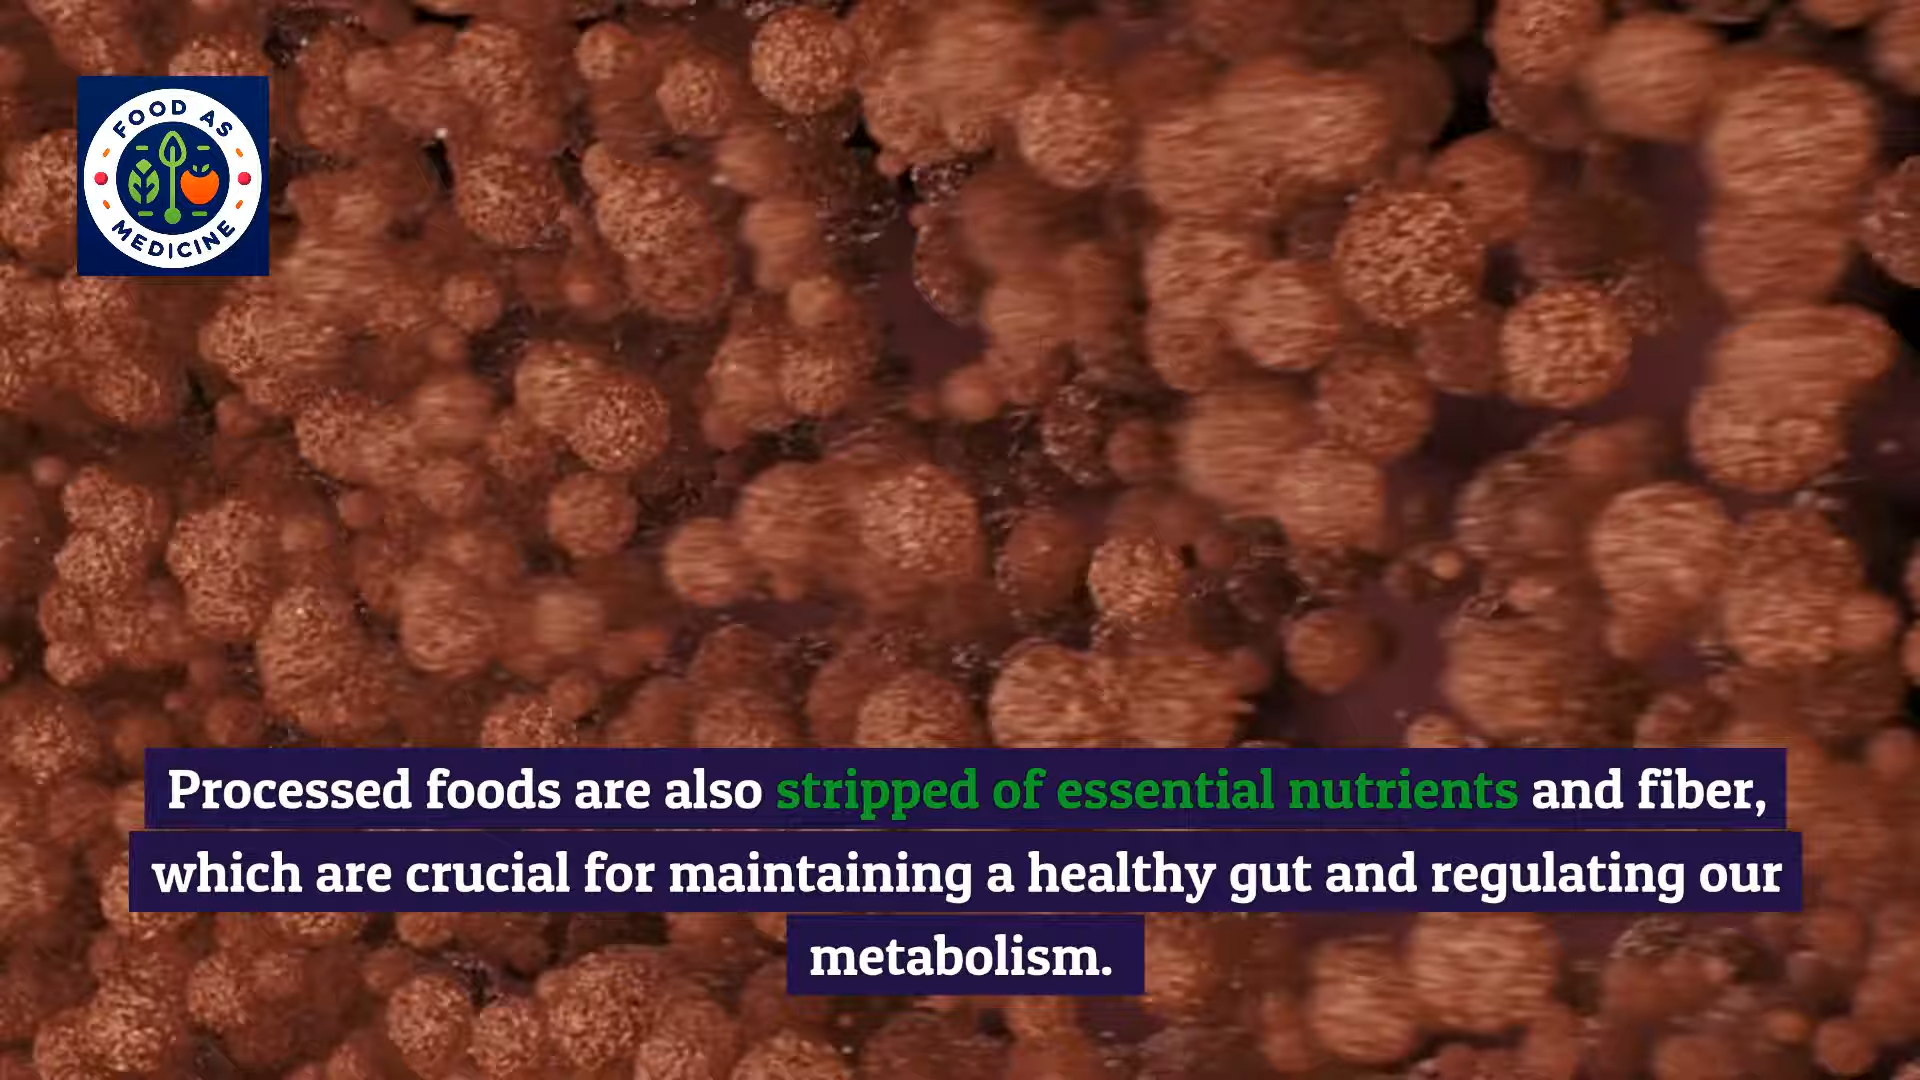 FOOD AS
MEDICINE
Processed foods are also stripped of essential nutrients and fiber,
which are crucial for maintaining a healthy gut and regulating our
metabolism.